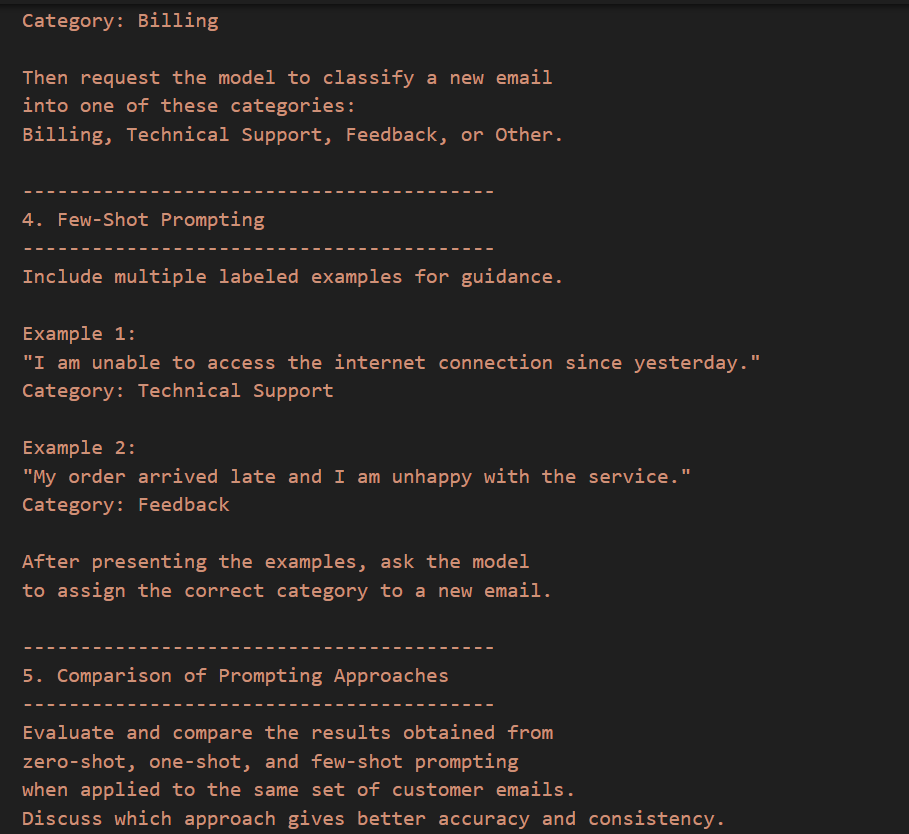 Category: Billing
Then request the model to classify a new email
into one of these categories:
Billing, Technical Support, Feedback, or Other.
-----------------------------------------
4. Few-Shot Prompting
-----------------------------------------
Include multiple labeled examples for guidance.
Example 1:
"I am unable to access the internet connection since yesterday."
Category: Technical Support
Example 2:
"My order arrived late and I am unhappy with the service."
Category: Feedback
After presenting the examples, ask the model
to assign the correct category to a new email.
-----------------------------------------
5. Comparison of Prompting Approaches
-----------------------------------------
Evaluate and compare the results obtained from
zero-shot, one-shot, and few-shot prompting
when applied to the same set of customer emails.
Discuss which approach gives better accuracy and consistency.